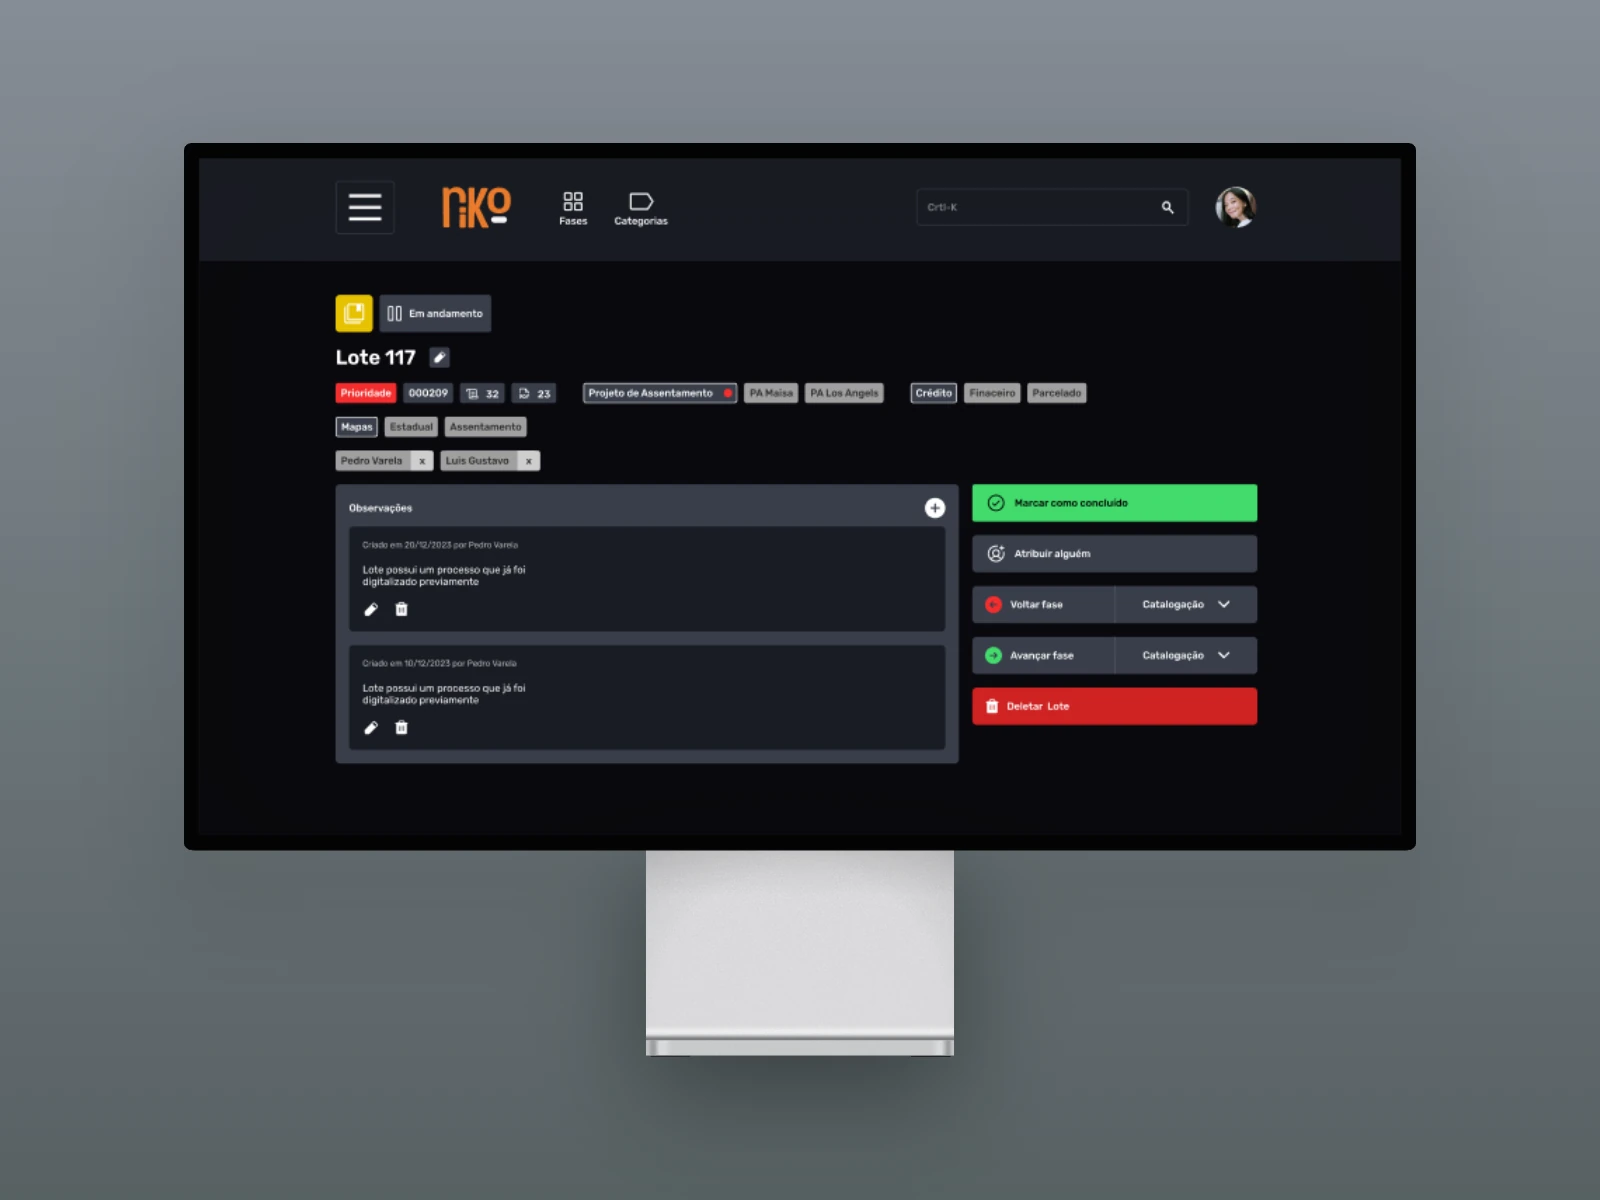 niko
Fases
Categorias
Crtl-K
Em andamento
Lote 117
Prioridade 000209 32 23 Projeto de Assentamento PA Maisa PA Los Angels Crédito Finaceiro Parcelado
Mapas Estadual Assentamento
Pedro Varela x Luis Gustavo x
Observações
Criado em 20/12/2023 por Pedro Varela
Lote possui um processo que já foi
digitalizado previamente
Criado em 10/12/2023 por Pedro Varela
Lote possui um processo que já foi
digitalizado previamente
Marcar como concluído
Atribuir alguém
Voltar fase Catalogação
Avançar fase Catalogação
Deletar Lote